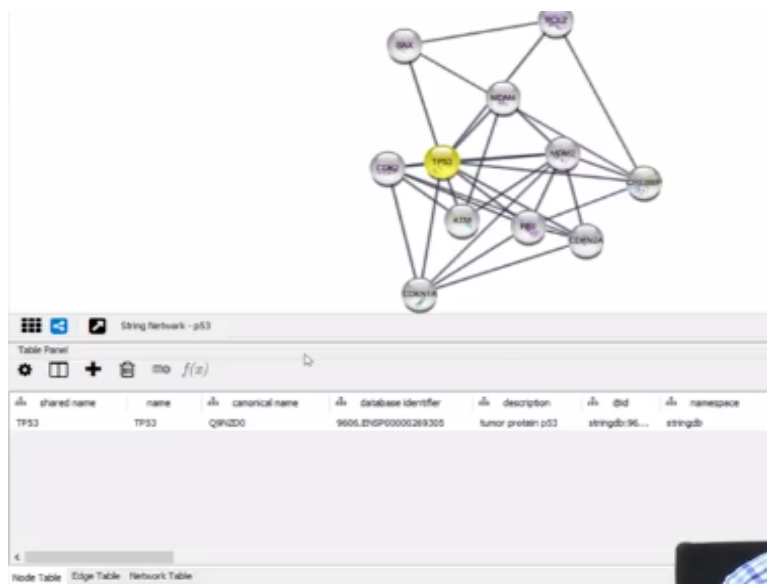 BCL2
BAX
MDM4
TP53
MDM2
CDK2
ATM
RB1
CDKN2A
CDKN1A
String Network - p53
Table Panel
f(x)
shared name name canonical name database identifier description @id namespace
TP53 TP53 Q9NZD0 9606.ENSP00000269305 tumor protein p53 stringdb:96... stringdb
Node Table Edge Table Network Table